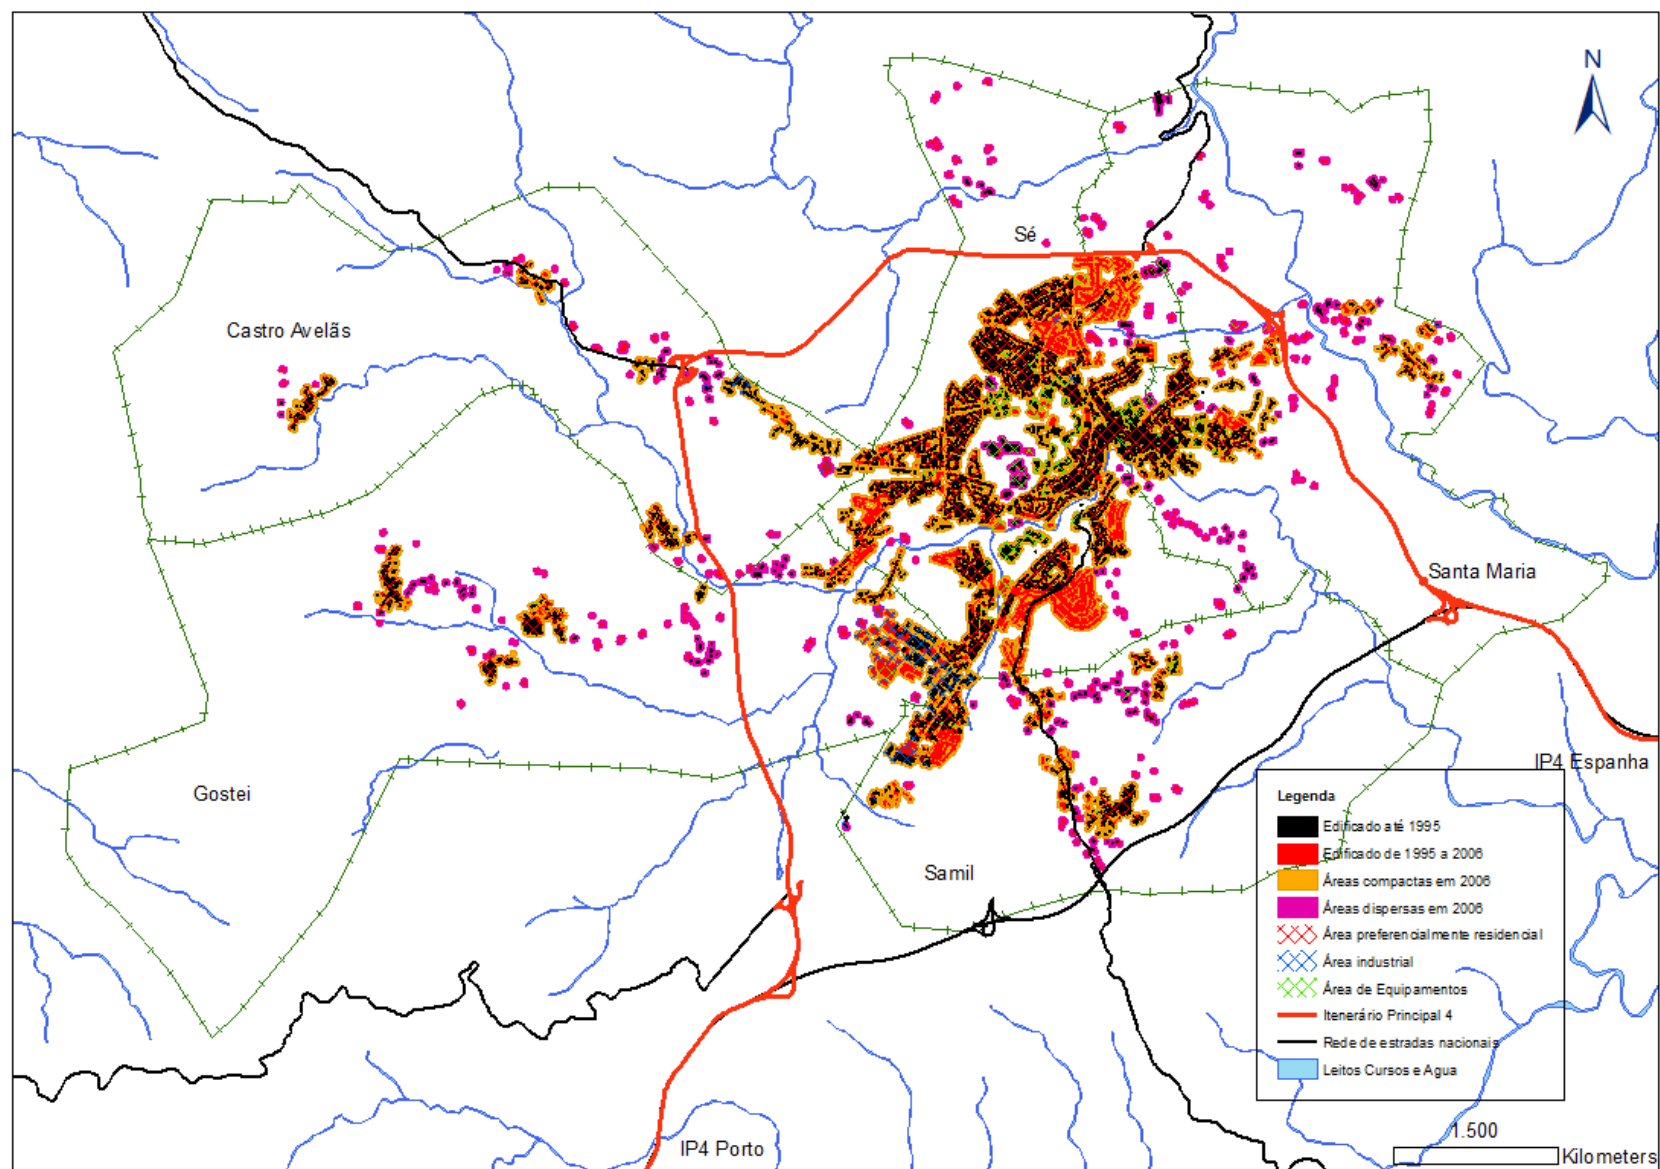 N
Sé
Castro Avelãs
Santa Maria
IP4 Espanha
Gostei
Samil
Legenda
Edificado até 1995
Edificado de 1995 a 2006
Áreas compactas em 2006
Áreas dispersas em 2006
Área preferencialmente residencial
Área industrial
Área de Equipamentos
Itenerário Principal 4
Rede de estradas nacionais
Leitos Cursos e Agua
1.500
Kilometers
IP4 Porto